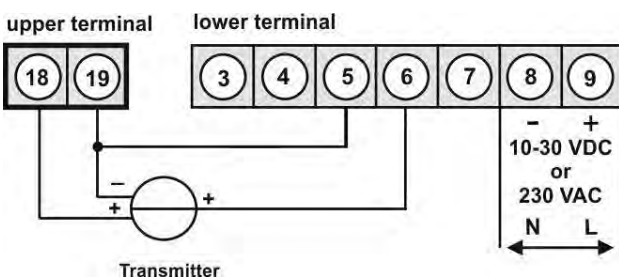 upper terminal
lower terminal
18 19
3 4 5 6 7 8 9
- +
10-30 VDC
or
230 VAC
N L
–
+ +
Transmitter